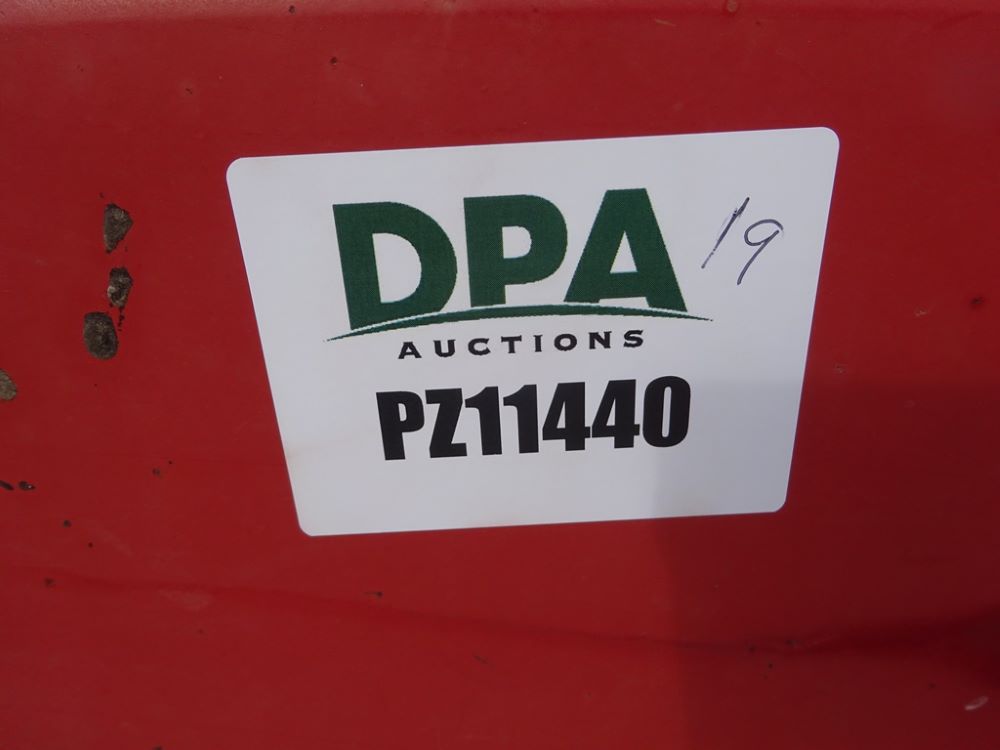 DPA
19
AUCTIONS
PZ11440